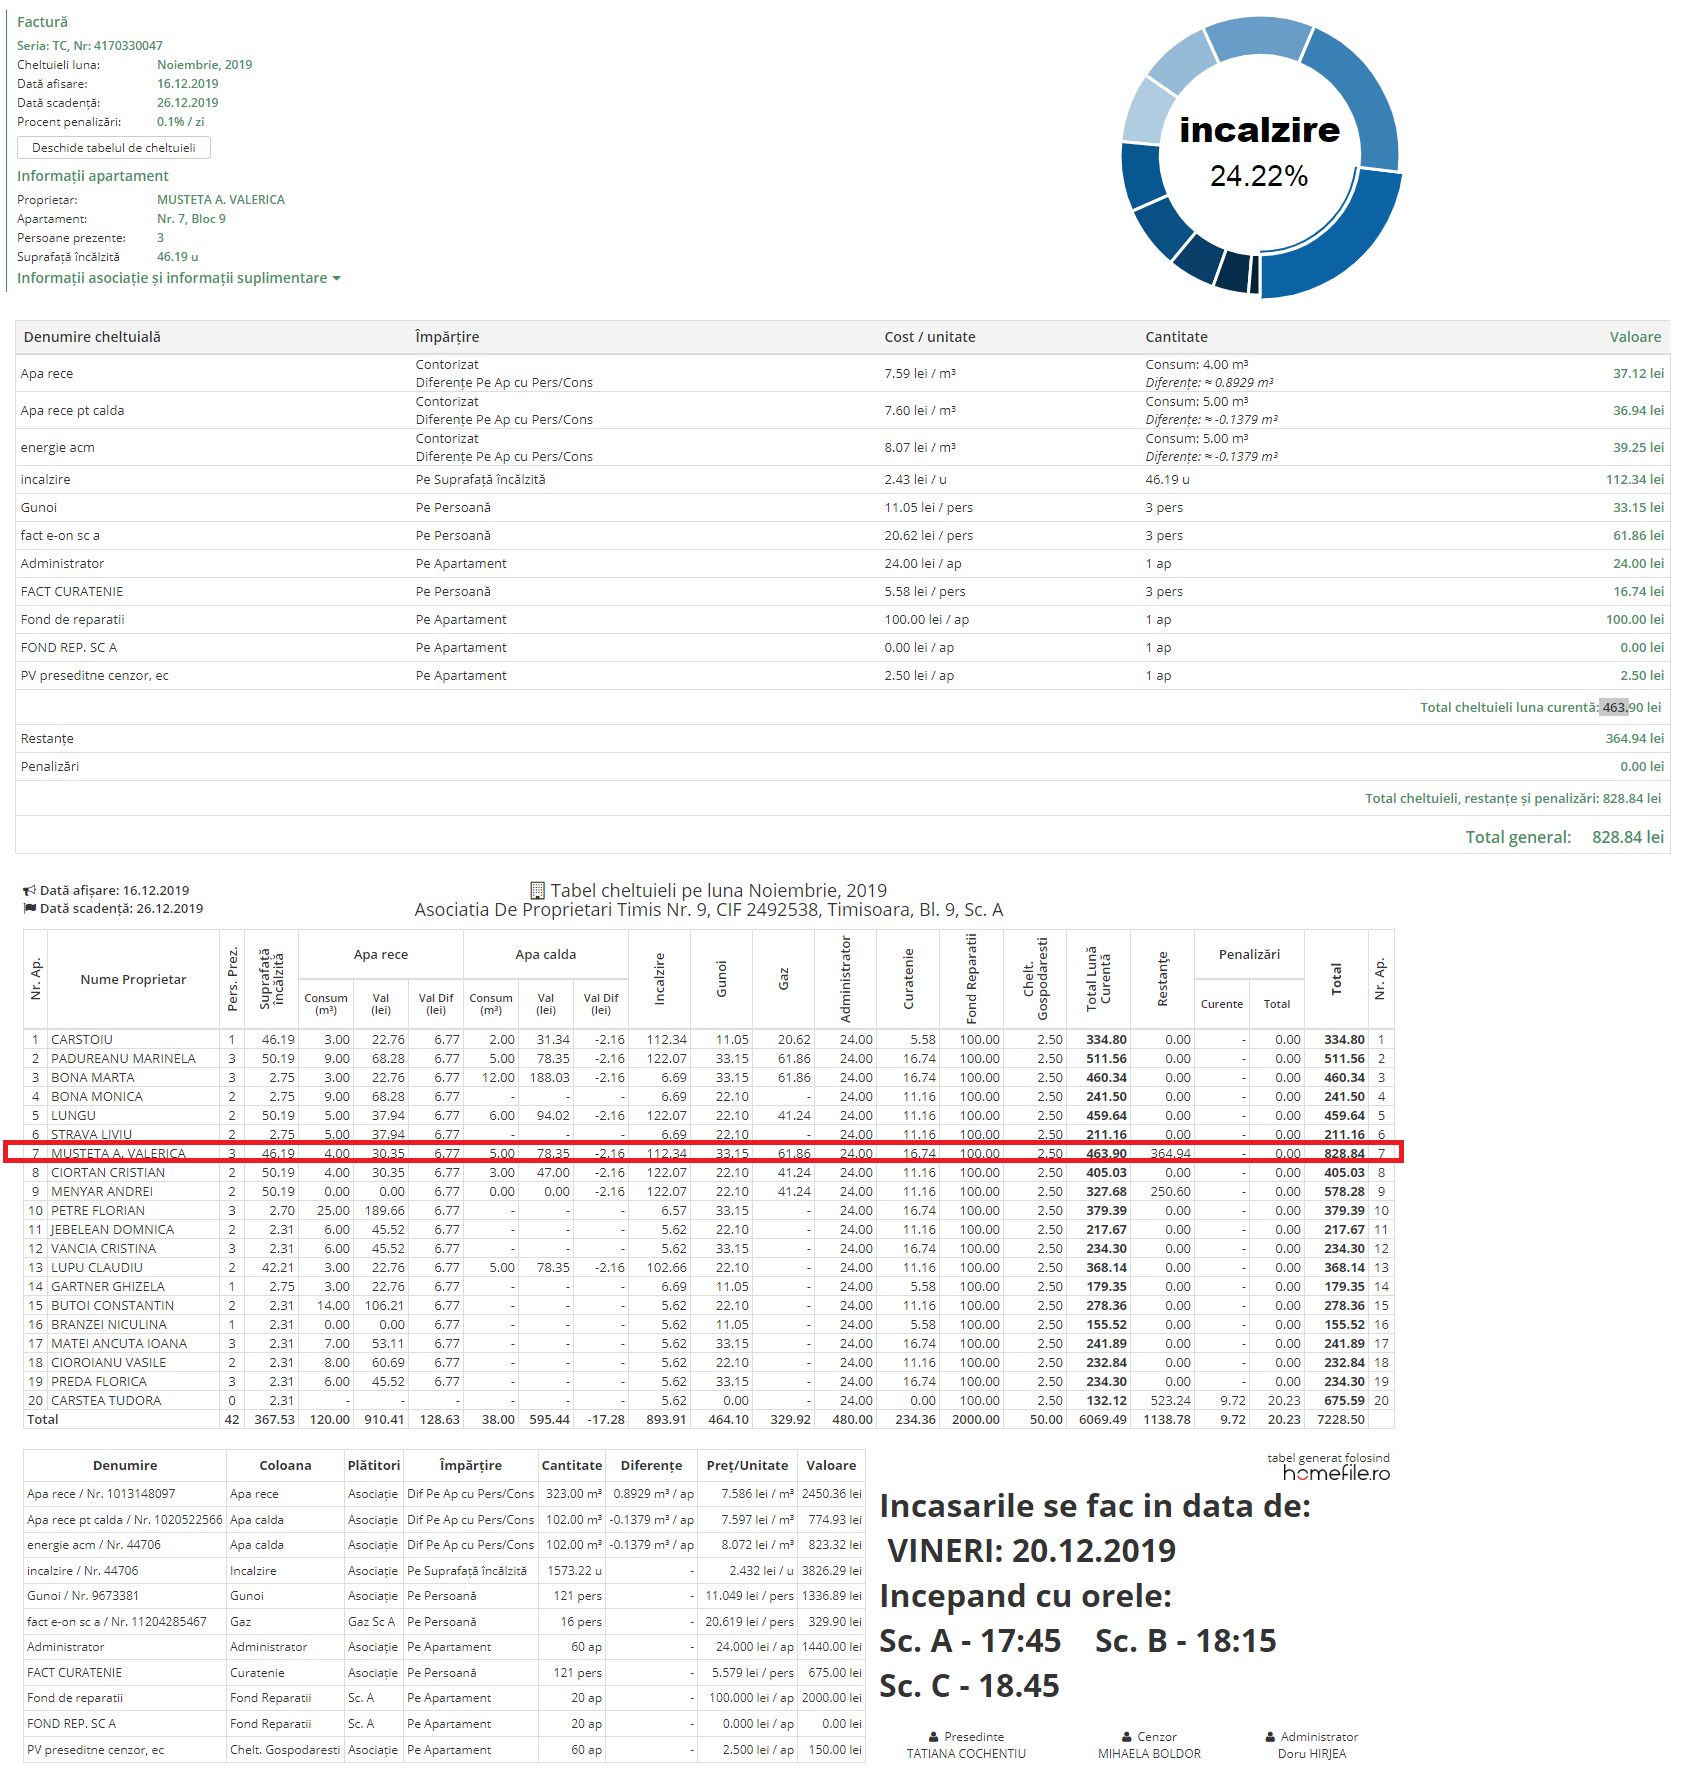 Factură
Seria: TC, Nr: 4170330047
Cheltuieli luna: Noiembrie, 2019
Dată afisare: 16.12.2019
Dată scadență: 26.12.2019
Procent penalizări: 0.1% / zi
Deschide tabelul de cheltuieli
Informații apartament
Proprietar: MUSTETA A. VALERICA
Apartament: Nr. 7, Bloc 9
Persoane prezente: 3
Suprafață încălzită 46.19 u
Informații asociație și informații suplimentare
incalzire
24.22%
Denumire cheltuială Împărțire Cost / unitate Cantitate Valoare
Apa rece Contorizat Diferențe Pe Ap cu Pers/Cons 7.59 lei / m³ Consum: 4.00 m³ Diferențe: ≈ 0.8929 m³ 37.12 lei
Apa rece pt calda Contorizat Diferențe Pe Ap cu Pers/Cons 7.60 lei / m³ Consum: 5.00 m³ Diferențe: ≈ -0.1379 m³ 36.94 lei
energie acm Contorizat Diferențe Pe Ap cu Pers/Cons 8.07 lei / m³ Consum: 5.00 m³ Diferențe: ≈ -0.1379 m³ 39.25 lei
incalzire Pe Suprafață încălzită 2.43 lei / u 46.19 u 112.34 lei
Gunoi Pe Persoană 11.05 lei / pers 3 pers 33.15 lei
fact e-on sc a Pe Persoană 20.62 lei / pers 3 pers 61.86 lei
Administrator Pe Apartament 24.00 lei / ap 1 ap 24.00 lei
FACT CURATENIE Pe Persoană 5.58 lei / pers 3 pers 16.74 lei
Fond de reparatii Pe Apartament 100.00 lei / ap 1 ap 100.00 lei
FOND REP. SC A Pe Apartament 0.00 lei / ap 1 ap 0.00 lei
PV preseditne cenzor, ec Pe Apartament 2.50 lei / ap 1 ap 2.50 lei
Total cheltuieli luna curentă: 463.90 lei
Restanțe 364.94 lei
Penalizări 0.00 lei
Total cheltuieli, restanțe și penalizări: 828.84 lei
Total general: 828.84 lei
Dată afișare: 16.12.2019
Dată scadență: 26.12.2019
Tabel cheltuieli pe luna Noiembrie, 2019
Asociatia De Proprietari Timis Nr. 9, CIF 2492538, Timisoara, Bl. 9, Sc. A
Nr. Ap. Nume Proprietar Pers. Prez. Suprafață încălzită Apa rece Apa calda Incalzire Gunoi Gaz Administrator Curatenie Fond Reparatii Chelt. Gospodaresti Total Lună Curentă Restanțe Penalizări Total Nr. Ap.
Consum (m³) Val (lei) Val Dif (lei) Consum (m³) Val (lei) Val Dif (lei) Curente Total
1 CARSTOIU 1 46.19 3.00 22.76 6.77 2.00 31.34 -2.16 112.34 11.05 20.62 24.00 5.58 100.00 2.50 334.80 0.00 - 0.00 334.80 1
2 PADUREANU MARINELA 3 50.19 9.00 68.28 6.77 5.00 78.35 -2.16 122.07 33.15 61.86 24.00 16.74 100.00 2.50 511.56 0.00 - 0.00 511.56 2
3 BONA MARTA 3 2.75 3.00 22.76 6.77 12.00 188.03 -2.16 6.69 33.15 61.86 24.00 16.74 100.00 2.50 460.34 0.00 - 0.00 460.34 3
4 BONA MONICA 2 2.75 9.00 68.28 6.77 - - - 6.69 22.10 - 24.00 11.16 100.00 2.50 241.50 0.00 - 0.00 241.50 4
5 LUNGU 2 50.19 5.00 37.94 6.77 6.00 94.02 -2.16 122.07 22.10 41.24 24.00 11.16 100.00 2.50 459.64 0.00 - 0.00 459.64 5
6 STRAVA LIVIU 2 2.75 5.00 37.94 6.77 - - - 6.69 22.10 - 24.00 11.16 100.00 2.50 211.16 0.00 - 0.00 211.16 6
7 MUSTETA A. VALERICA 3 46.19 4.00 30.35 6.77 5.00 78.35 -2.16 112.34 33.15 61.86 24.00 16.74 100.00 2.50 463.90 364.94 - 0.00 828.84 7
8 CIORTAN CRISTIAN 2 50.19 4.00 30.35 6.77 3.00 47.00 -2.16 122.07 22.10 41.24 24.00 11.16 100.00 2.50 405.03 0.00 - 0.00 405.03 8
9 MENYAR ANDREI 2 50.19 0.00 0.00 6.77 0.00 0.00 -2.16 122.07 22.10 41.24 24.00 11.16 100.00 2.50 327.68 250.60 - 0.00 578.28 9
10 PETRE FLORIAN 3 2.70 25.00 189.66 6.77 - - - 6.57 33.15 - 24.00 16.74 100.00 2.50 379.39 0.00 - 0.00 379.39 10
11 JEBELEAN DOMNICA 2 2.31 6.00 45.52 6.77 - - - 5.62 22.10 - 24.00 11.16 100.00 2.50 217.67 0.00 - 0.00 217.67 11
12 VANCIA CRISTINA 3 2.31 6.00 45.52 6.77 - - - 5.62 33.15 - 24.00 16.74 100.00 2.50 234.30 0.00 - 0.00 234.30 12
13 LUPU CLAUDIU 2 42.21 3.00 22.76 6.77 5.00 78.35 -2.16 102.66 22.10 - 24.00 11.16 100.00 2.50 368.14 0.00 - 0.00 368.14 13
14 GARTNER GHIZELA 1 2.75 3.00 22.76 6.77 - - - 6.69 11.05 - 24.00 5.58 100.00 2.50 179.35 0.00 - 0.00 179.35 14
15 BUTOI CONSTANTIN 2 2.31 14.00 106.21 6.77 - - - 5.62 22.10 - 24.00 11.16 100.00 2.50 278.36 0.00 - 0.00 278.36 15
16 BRANZEI NICULINA 1 2.31 0.00 0.00 6.77 - - - 5.62 11.05 - 24.00 5.58 100.00 2.50 155.52 0.00 - 0.00 155.52 16
17 MATEI ANCUTA IOANA 3 2.31 7.00 53.11 6.77 - - - 5.62 33.15 - 24.00 16.74 100.00 2.50 241.89 0.00 - 0.00 241.89 17
18 CIOROIANU VASILE 2 2.31 8.00 60.69 6.77 - - - 5.62 22.10 - 24.00 11.16 100.00 2.50 232.84 0.00 - 0.00 232.84 18
19 PREDA FLORICA 3 2.31 6.00 45.52 6.77 - - - 5.62 33.15 - 24.00 16.74 100.00 2.50 234.30 0.00 - 0.00 234.30 19
20 CARSTEA TUDORA 0 2.31 - - - - - - 5.62 0.00 - 24.00 0.00 100.00 2.50 132.12 523.24 9.72 20.23 675.59 20
Total 42 367.53 120.00 910.41 128.63 38.00 595.44 -17.28 893.91 464.10 329.92 480.00 234.36 2000.00 50.00 6069.49 1138.78 9.72 20.23 7228.50
Denumire Coloana Plătitori Împărțire Cantitate Diferențe Preț/Unitate Valoare
Apa rece / Nr. 1013148097 Apa rece Asociație Dif Pe Ap cu Pers/Cons 323.00 m³ 0.8929 m³ / ap 7.586 lei / m³ 2450.36 lei
Apa rece pt calda / Nr. 1020522566 Apa calda Asociație Dif Pe Ap cu Pers/Cons 102.00 m³ -0.1379 m³ / ap 7.597 lei / m³ 774.93 lei
energie acm / Nr. 44706 Apa calda Asociație Dif Pe Ap cu Pers/Cons 102.00 m³ -0.1379 m³ / ap 8.072 lei / m³ 823.32 lei
incalzire / Nr. 44706 Incalzire Asociație Pe Suprafață încălzită 1573.22 u - 2.432 lei / u 3826.29 lei
Gunoi / Nr. 9673381 Gunoi Asociație Pe Persoană 121 pers - 11.049 lei / pers 1336.89 lei
fact e-on sc a / Nr. 11204285467 Gaz Gaz Sc A Pe Persoană 16 pers - 20.619 lei / pers 329.90 lei
Administrator Administrator Asociație Pe Apartament 60 ap - 24.000 lei / ap 1440.00 lei
FACT CURATENIE Curatenie Asociație Pe Persoană 121 pers - 5.579 lei / pers 675.00 lei
Fond de reparatii Fond Reparatii Sc. A Pe Apartament 20 ap - 100.000 lei / ap 2000.00 lei
FOND REP. SC A Fond Reparatii Sc. A Pe Apartament 20 ap - 0.000 lei / ap 0.00 lei
PV preseditne cenzor, ec Chelt. Gospodaresti Asociație Pe Apartament 60 ap - 2.500 lei / ap 150.00 lei
tabel generat folosind
homefile.ro
Incasarile se fac in data de:
VINERI: 20.12.2019
Incepand cu orele:
Sc. A - 17:45 Sc. B - 18:15
Sc. C - 18.45
Presedinte Cenzor Administrator
TATIANA COCHENTIU MIHAELA BOLDOR Doru HIRJEA